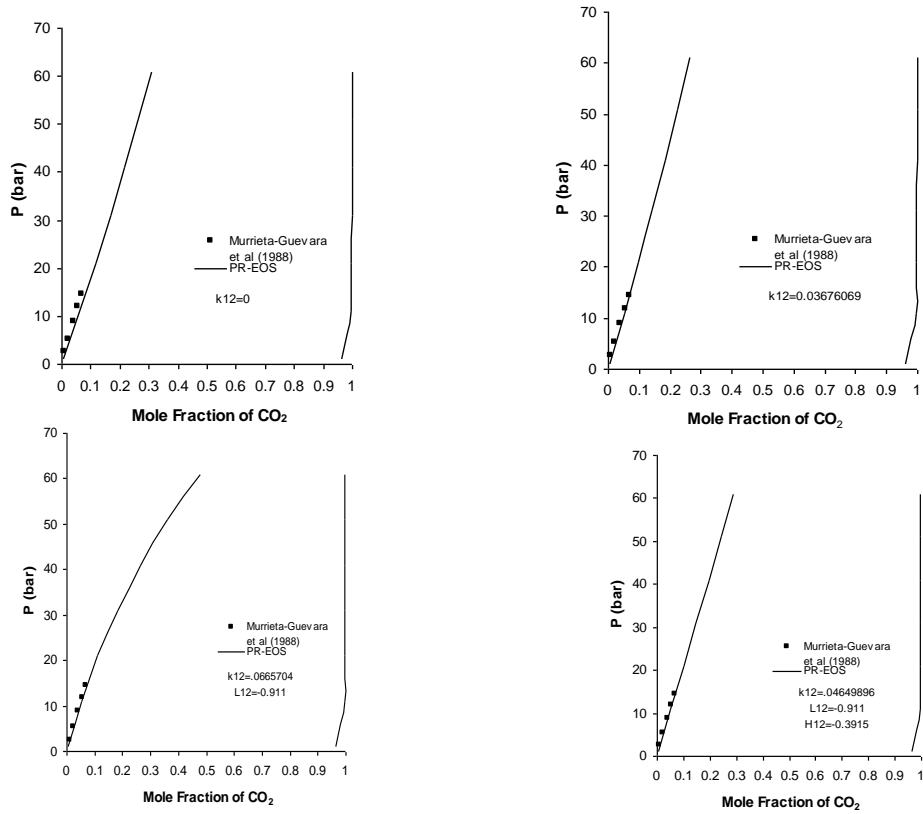 70
60
50
40
30
20
10
0
P (bar)
Murrieta-Guevara
et al (1988)
PR-EOS
k12=0
0 0.1 0.2 0.3 0.4 0.5 0.6 0.7 0.8 0.9 1
Mole Fraction of CO₂
70
60
50
40
30
20
10
0
P (bar)
Murrieta-Guevara
et al (1988)
PR-EOS
k12=0.03676069
0 0.1 0.2 0.3 0.4 0.5 0.6 0.7 0.8 0.9 1
Mole Fraction of CO₂
70
60
50
40
30
20
10
0
P (bar)
Murrieta-Guevara
et al (1988)
PR-EOS
k12=.0665704
L12=-0.911
0 0.1 0.2 0.3 0.4 0.5 0.6 0.7 0.8 0.9 1
Mole Fraction of CO₂
70
60
50
40
30
20
10
0
P (bar)
Murrieta-Guevara
et al (1988)
PR-EOS
k12=.04649896
L12=-0.911
H12=-0.3915
0 0.1 0.2 0.3 0.4 0.5 0.6 0.7 0.8 0.9 1
Mole Fraction of CO₂